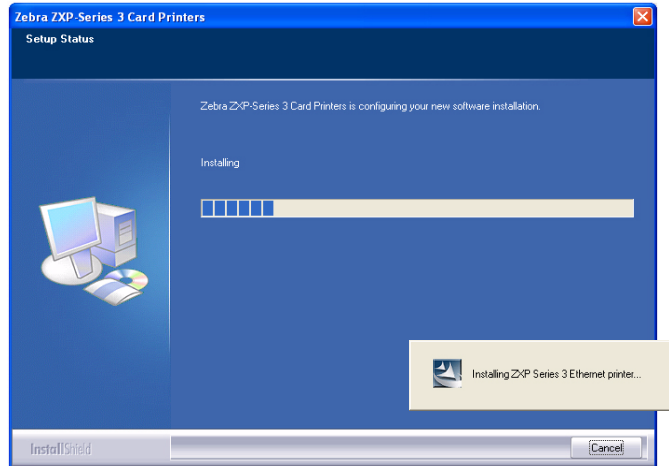 Zebra ZXP-Series 3 Card Printers
Setup Status
Zebra ZXP-Series 3 Card Printers is configuring your new software installation.
Installing
Installing ZXP Series 3 Ethernet printer...
InstallShield
Cancel